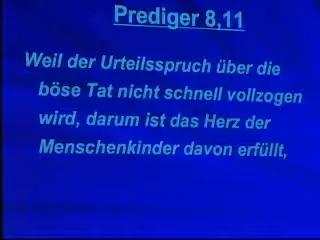 Prediger 8,11
Weil der Urteilsspruch über die
böse Tat nicht schnell vollzogen
wird, darum ist das Herz der
Menschenkinder davon erfüllt,